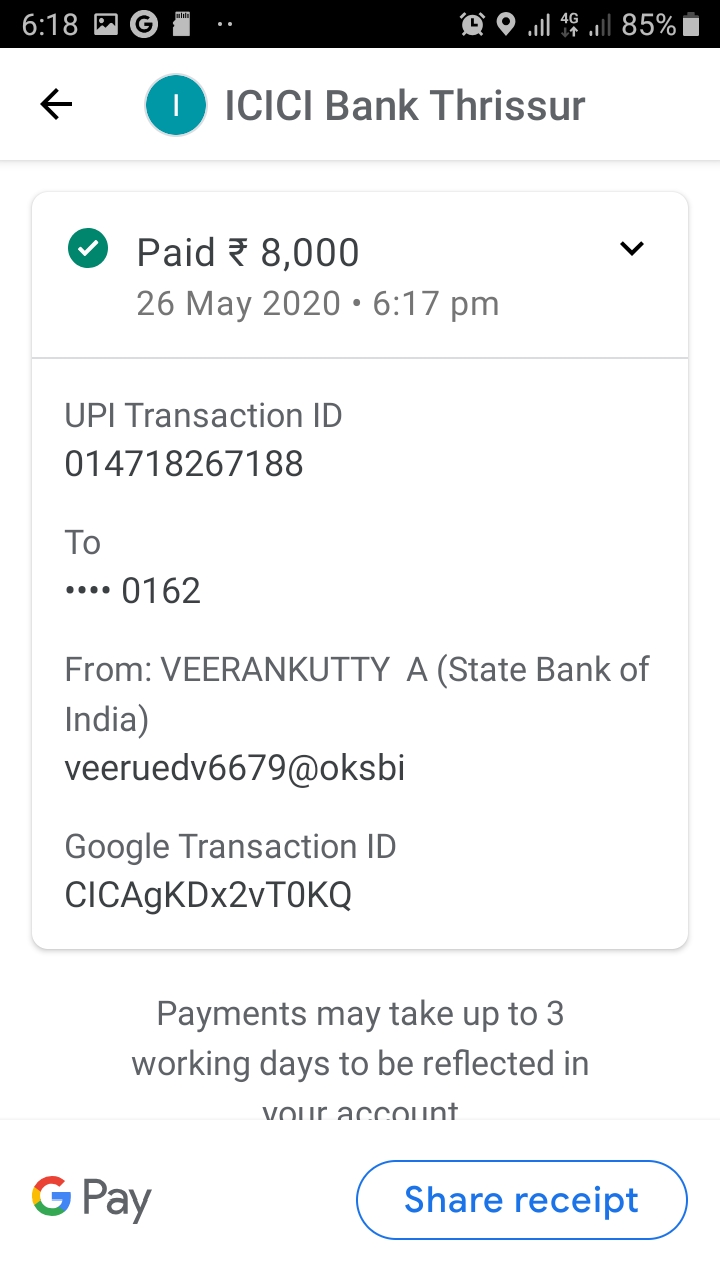 6:18 4G 85%
I ICICI Bank Thrissur
Paid ₹ 8,000
26 May 2020 • 6:17 pm
UPI Transaction ID
014718267188
To
•••• 0162
From: VEERANKUTTY  A (State Bank of
India)
veeruedv6679@oksbi
Google Transaction ID
CICAgKDx2vT0KQ
Payments may take up to 3
working days to be reflected in
your account
G Pay
Share receipt